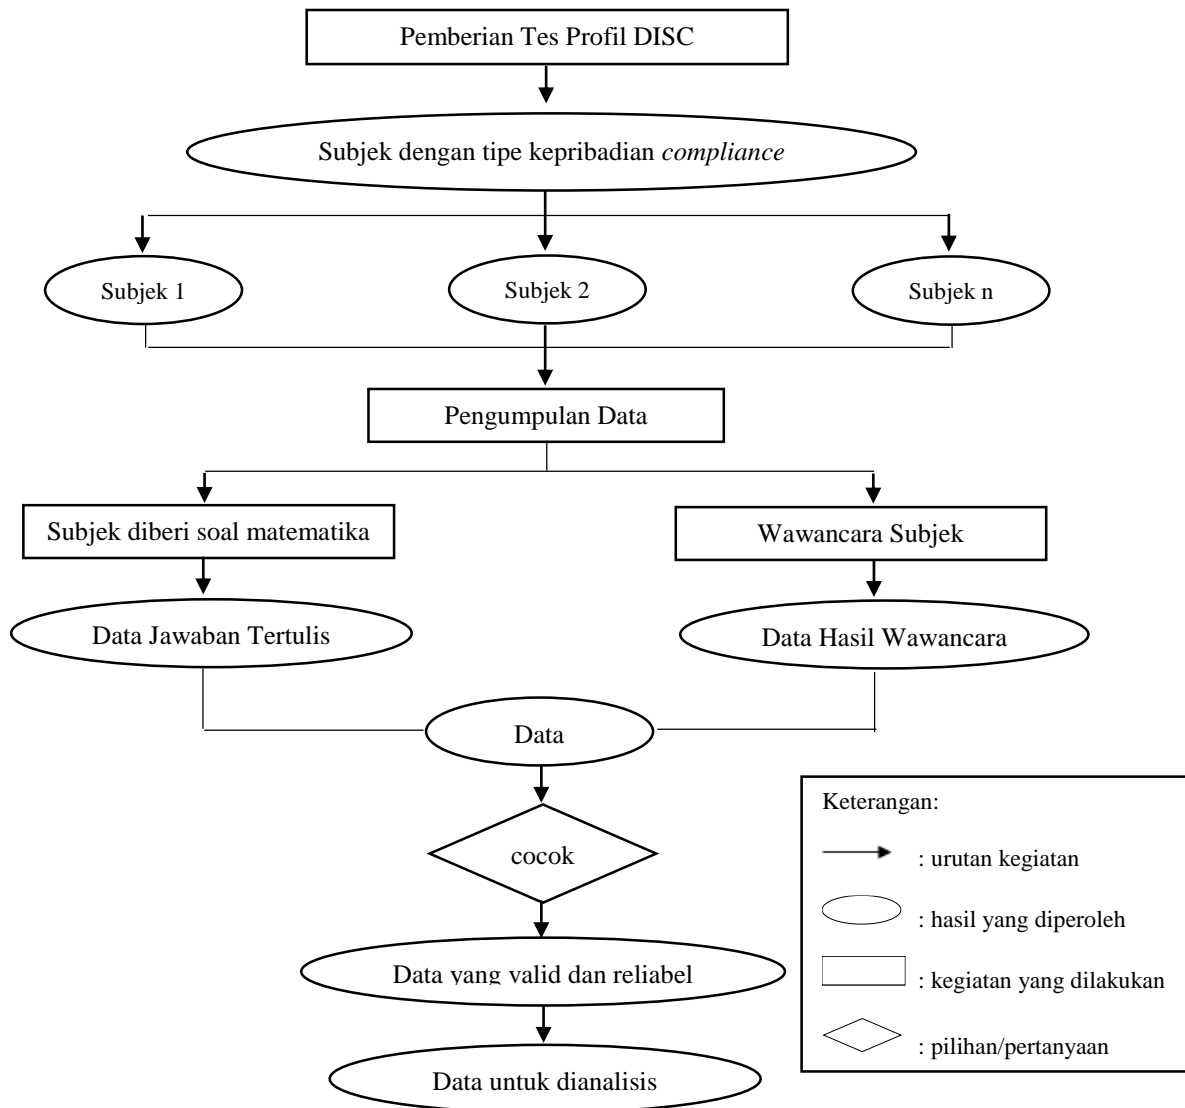 Pemberian Tes Profil DISC
Subjek dengan tipe kepribadian compliance
Subjek 1
Subjek 2
Subjek n
Pengumpulan Data
Subjek diberi soal matematika
Wawancara Subjek
Data Jawaban Tertulis
Data Hasil Wawancara
Data
cocok
Data yang valid dan reliabel
Data untuk dianalisis
Keterangan:
: urutan kegiatan
: hasil yang diperoleh
: kegiatan yang dilakukan
: pilihan/pertanyaan